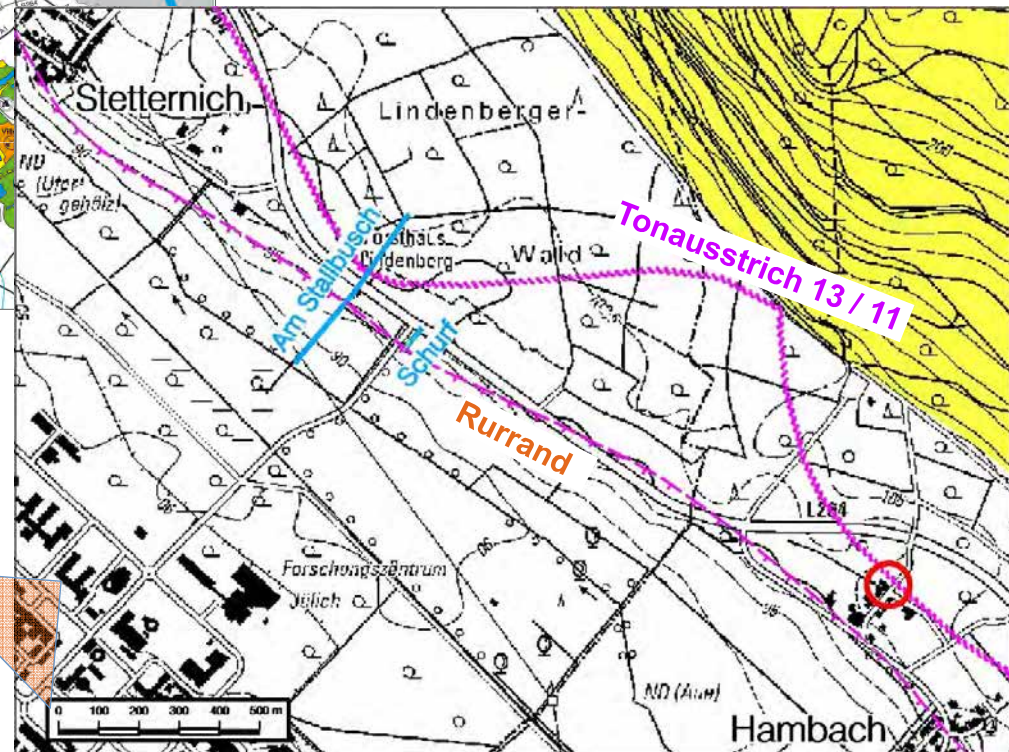 Stetternich
Lindenberger-
ND
(Ufer-
gehölz)
Forsthaus
Lindenberg
Wald
Tonausstrich 13 / 11
Am Stallbusch
Schurf
Rurrand
L264
Forschungszentrum
Jülich
ND (Aue)
Hambach
0 100 200 300 400 500 m